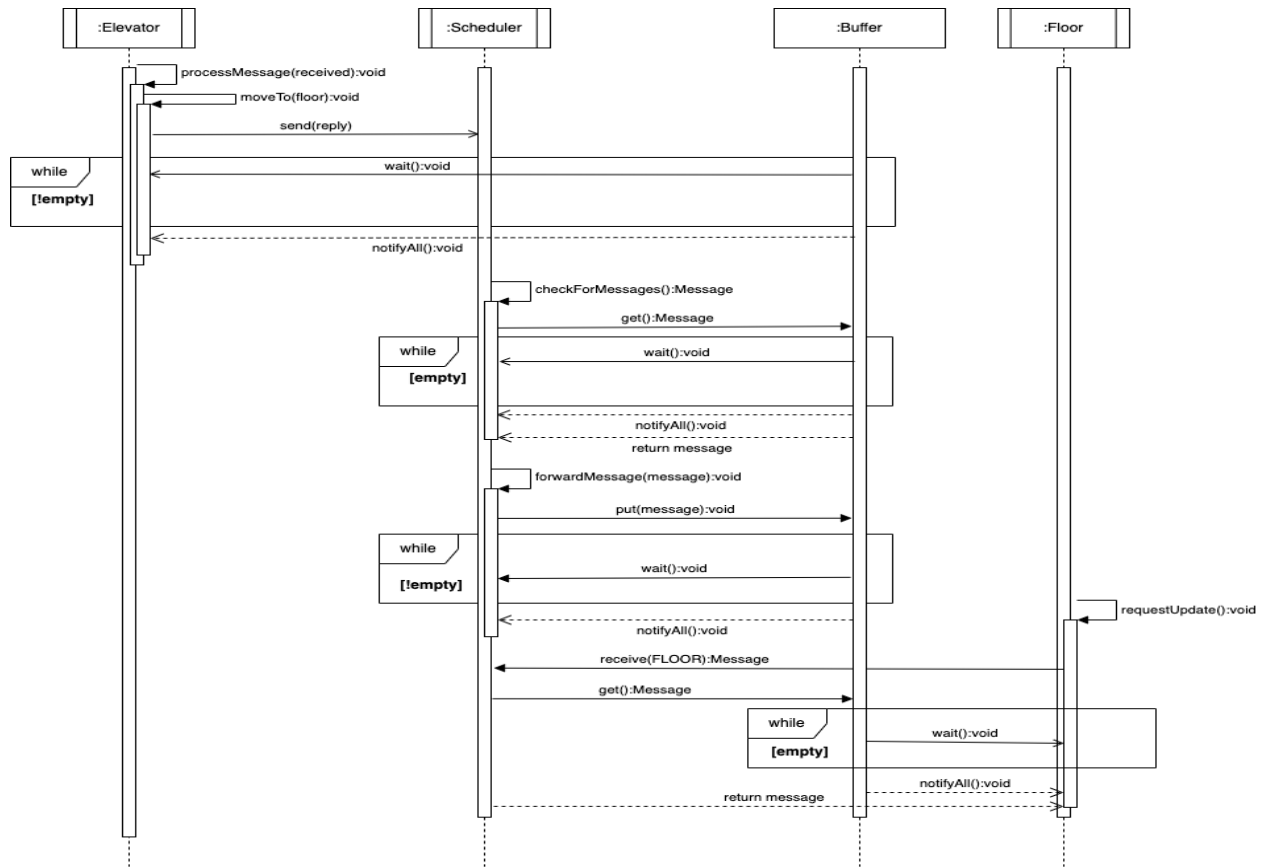 :Elevator
:Scheduler
:Buffer
:Floor
processMessage(received):void
moveTo(floor):void
send(reply)
while
[!empty]
wait():void
notifyAll():void
checkForMessages():Message
get():Message
while
[empty]
wait():void
notifyAll():void
return message
forwardMessage(message):void
put(message):void
while
[!empty]
wait():void
notifyAll():void
requestUpdate():void
receive(FLOOR):Message
get():Message
while
[empty]
wait():void
notifyAll():void
return message